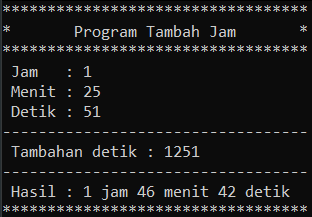 *********************************
*       Program Tambah Jam      *
*********************************
Jam   : 1
Menit : 25
Detik : 51
---------------------------------
Tambahan detik : 1251
---------------------------------
Hasil : 1 jam 46 menit 42 detik
*********************************